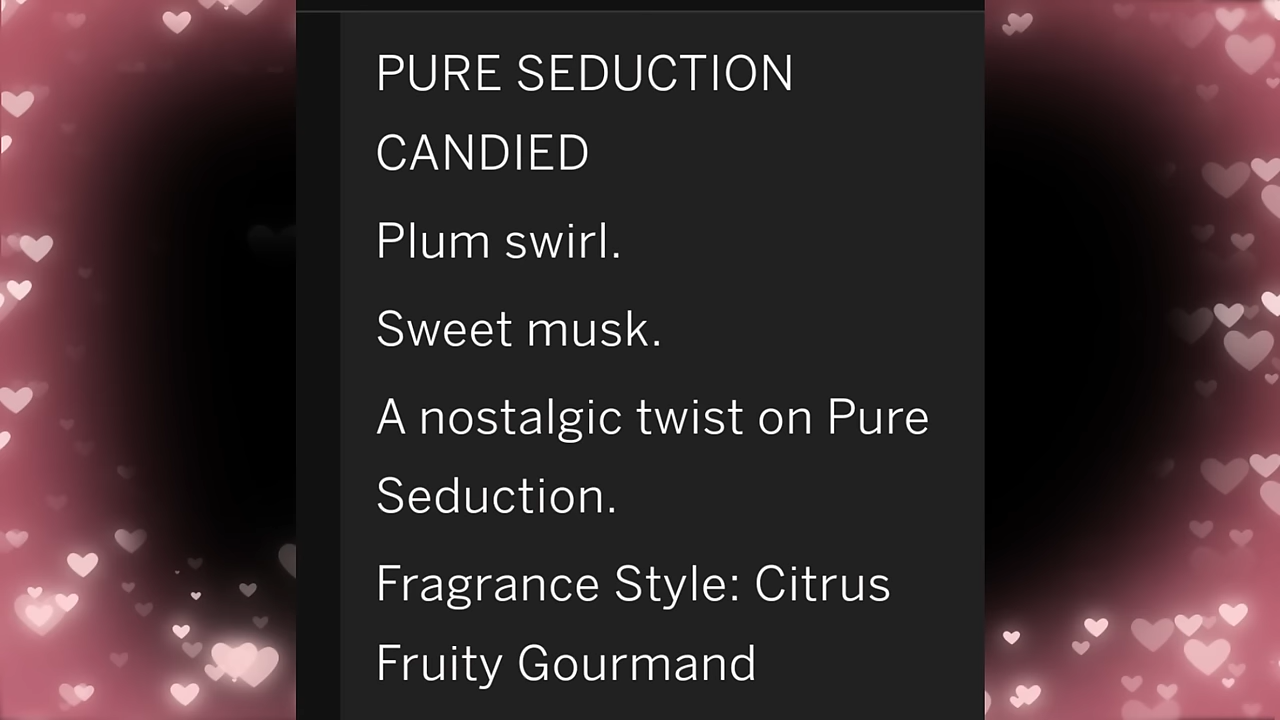 PURE SEDUCTION
CANDIED
Plum swirl.
Sweet musk.
A nostalgic twist on Pure
Seduction.
Fragrance Style: Citrus
Fruity Gourmand